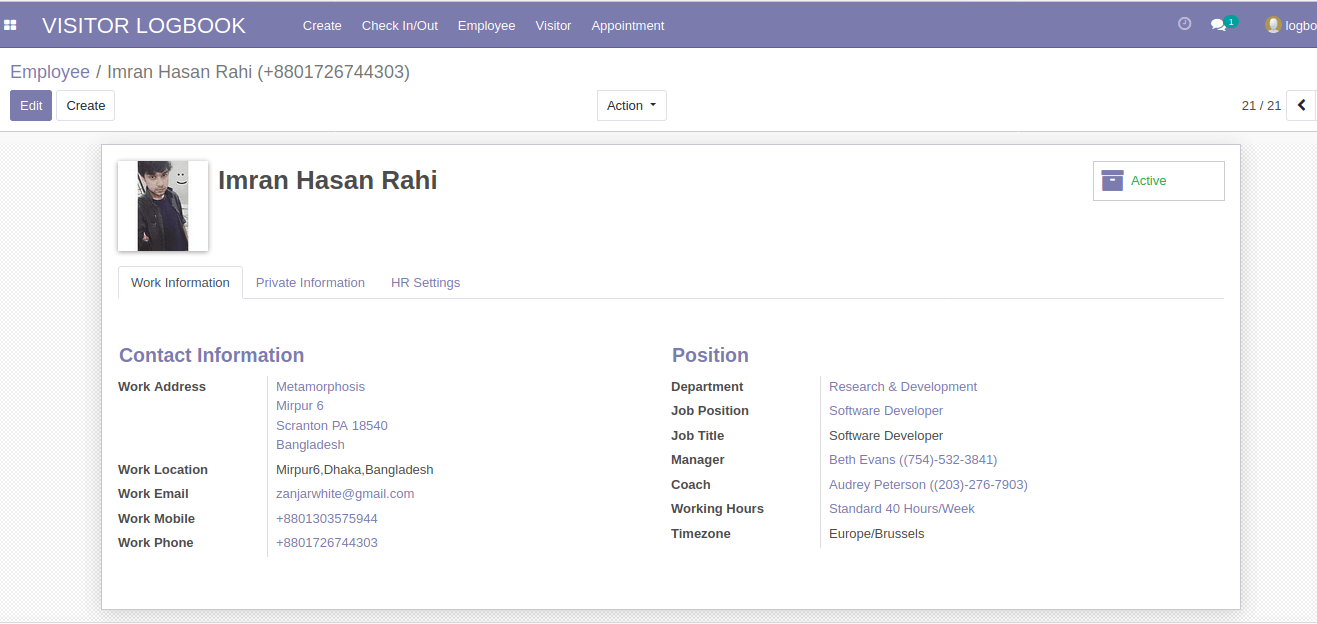 VISITOR LOGBOOK Create Check In/Out Employee Visitor Appointment 1 logbo
Employee / Imran Hasan Rahi (+8801726744303)
Edit Create Action 21 / 21
Imran Hasan Rahi
Active
Work Information Private Information HR Settings
Contact Information
Work Address Metamorphosis
Mirpur 6
Scranton PA 18540
Bangladesh
Work Location Mirpur6,Dhaka,Bangladesh
Work Email zanjarwhite@gmail.com
Work Mobile +8801303575944
Work Phone +8801726744303
Position
Department Research & Development
Job Position Software Developer
Job Title Software Developer
Manager Beth Evans ((754)-532-3841)
Coach Audrey Peterson ((203)-276-7903)
Working Hours Standard 40 Hours/Week
Timezone Europe/Brussels